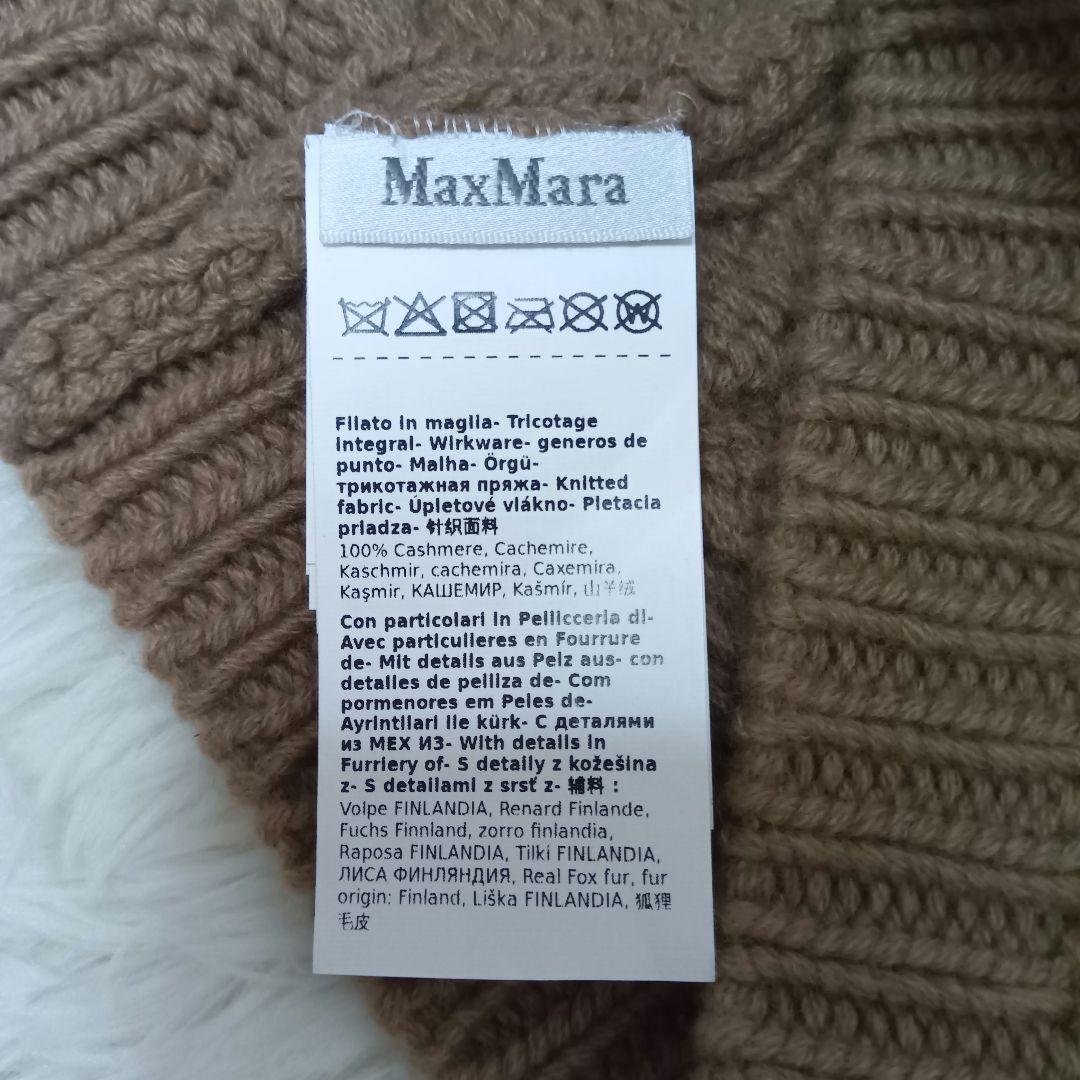 MaxMara
W
Filato in maglia- Tricotage
Integral- Wirkware- generos de
punto- Malha- Örgü-
трикотажная пряжа- Knitted
fabric- Úpletové vlákno- Pletacia
priadza- 针织面料
100% Cashmere, Cachemire,
Kaschmir, cachemira, Caxemira,
Kaşmir, КАШЕМИР, Kašmír, 山羊绒
Con particolari in Pellicceria di-
Avec particulieres en Fourrure
de- Mit details aus Pelz aus- con
detalles de pelliza de- Com
pormenores em Peles de-
Ayrintilari ile kürk- С деталями
из МЕХ ИЗ- With details in
Furriery of- S detaily z kožešina
z- S detailami z srsť z- 辅料：
Volpe FINLANDIA, Renard Finlande,
Fuchs Finnland, zorro finlandia,
Raposa FINLANDIA, Tilki FINLANDIA,
ЛИСА ФИНЛЯНДИЯ, Real Fox fur, fur
origin: Finland, Liška FINLANDIA, 狐狸
毛皮